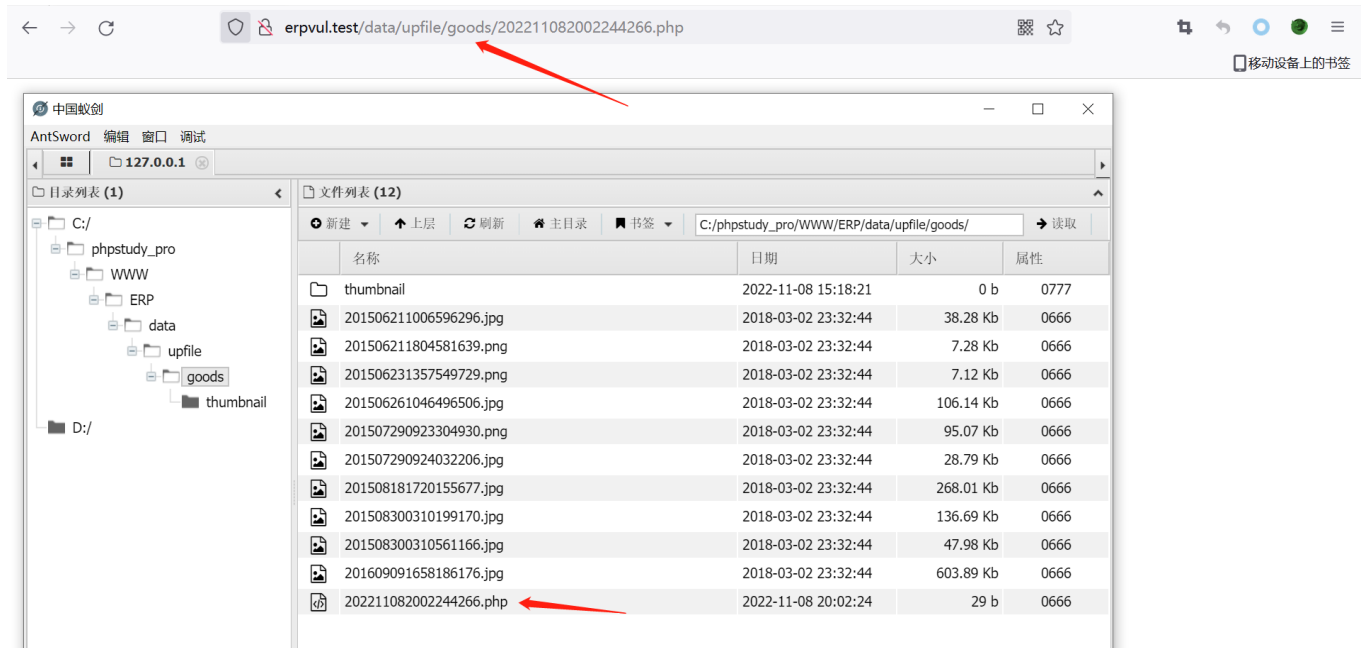 erpvul.test/data/upfile/goods/202211082002244266.php
移动设备上的书签
中国蚁剑
AntSword 编辑 窗口 调试
127.0.0.1
目录列表 (1)
文件列表 (12)
C:/
phpstudy_pro
WWW
ERP
data
upfile
goods
thumbnail
D:/
新建 上层 刷新 主目录 书签 C:/phpstudy_pro/WWW/ERP/data/upfile/goods/ 读取
名称 日期 大小 属性
thumbnail 2022-11-08 15:18:21 0 b 0777
201506211006596296.jpg 2018-03-02 23:32:44 38.28 Kb 0666
201506211804581639.png 2018-03-02 23:32:44 7.28 Kb 0666
201506231357549729.png 2018-03-02 23:32:44 7.12 Kb 0666
201506261046496506.jpg 2018-03-02 23:32:44 106.14 Kb 0666
201507290923304930.png 2018-03-02 23:32:44 95.07 Kb 0666
201507290924032206.jpg 2018-03-02 23:32:44 28.79 Kb 0666
201508181720155677.jpg 2018-03-02 23:32:44 268.01 Kb 0666
201508300310199170.jpg 2018-03-02 23:32:44 136.69 Kb 0666
201508300310561166.jpg 2018-03-02 23:32:44 47.98 Kb 0666
201609091658186176.jpg 2018-03-02 23:32:44 603.89 Kb 0666
202211082002244266.php 2022-11-08 20:02:24 29 b 0666